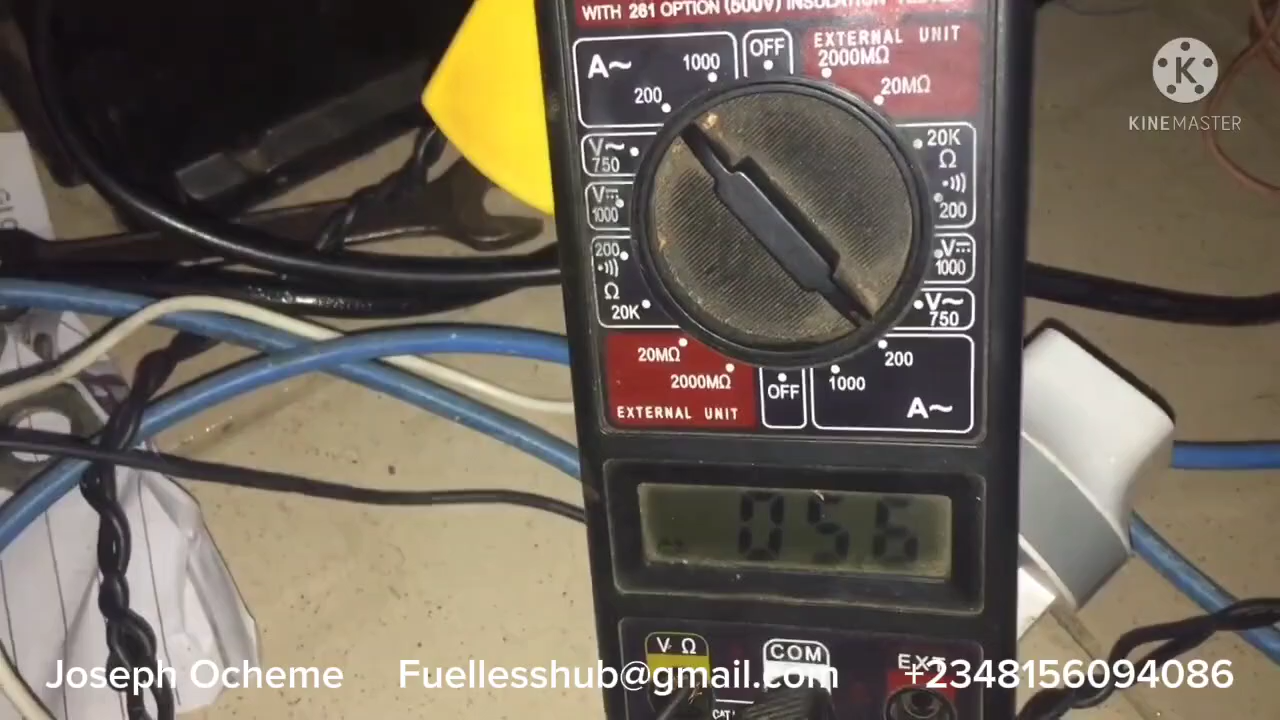 WITH 261 OPTION (500V) INSULATION
A~
1000
200
OFF
EXTERNAL UNIT
2000MΩ
20MΩ
V~
750
20K
Ω
200
V
1000
200
Ω
20K
V
1000
V~
750
20MΩ
2000MΩ
EXTERNAL UNIT
OFF
200
1000
A~
056
V Ω
COM
EXT
CAT
K
KINEMASTER
Joseph Ocheme Fuellesshub@gmail.com +2348156094086